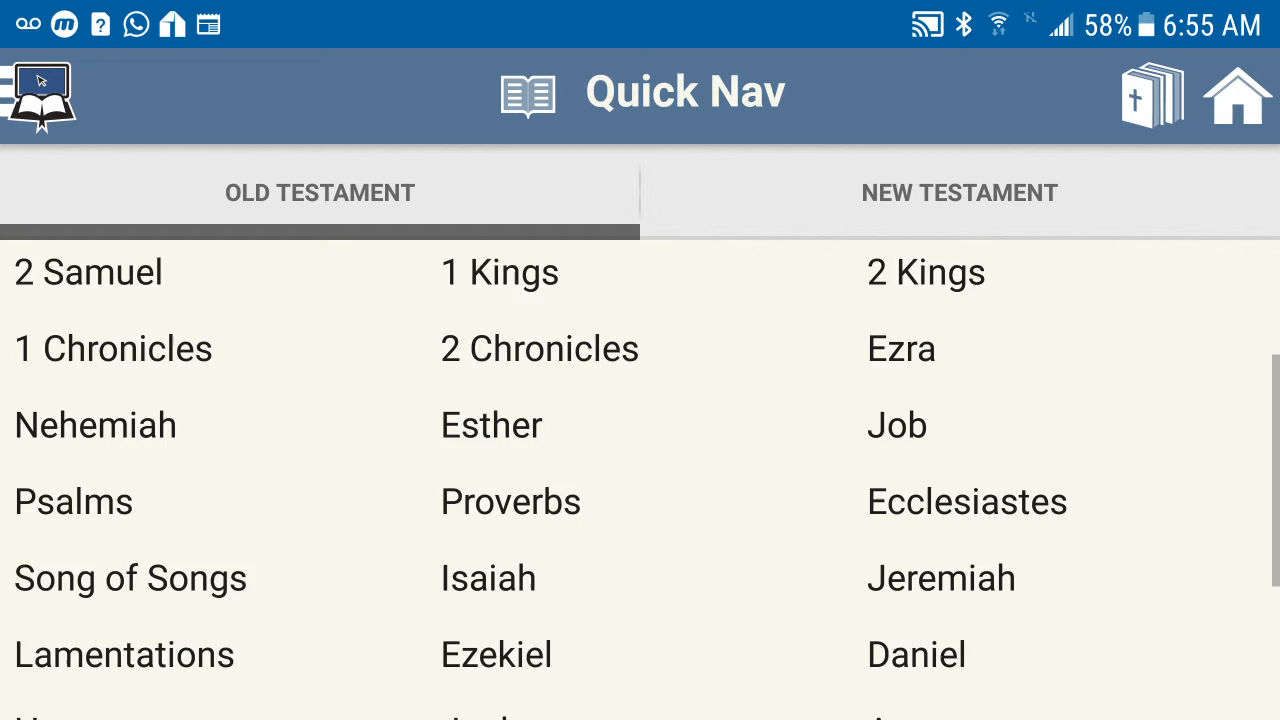 58% 6:55 AM
Quick Nav
OLD TESTAMENT NEW TESTAMENT
2 Samuel 1 Kings 2 Kings
1 Chronicles 2 Chronicles Ezra
Nehemiah Esther Job
Psalms Proverbs Ecclesiastes
Song of Songs Isaiah Jeremiah
Lamentations Ezekiel Daniel